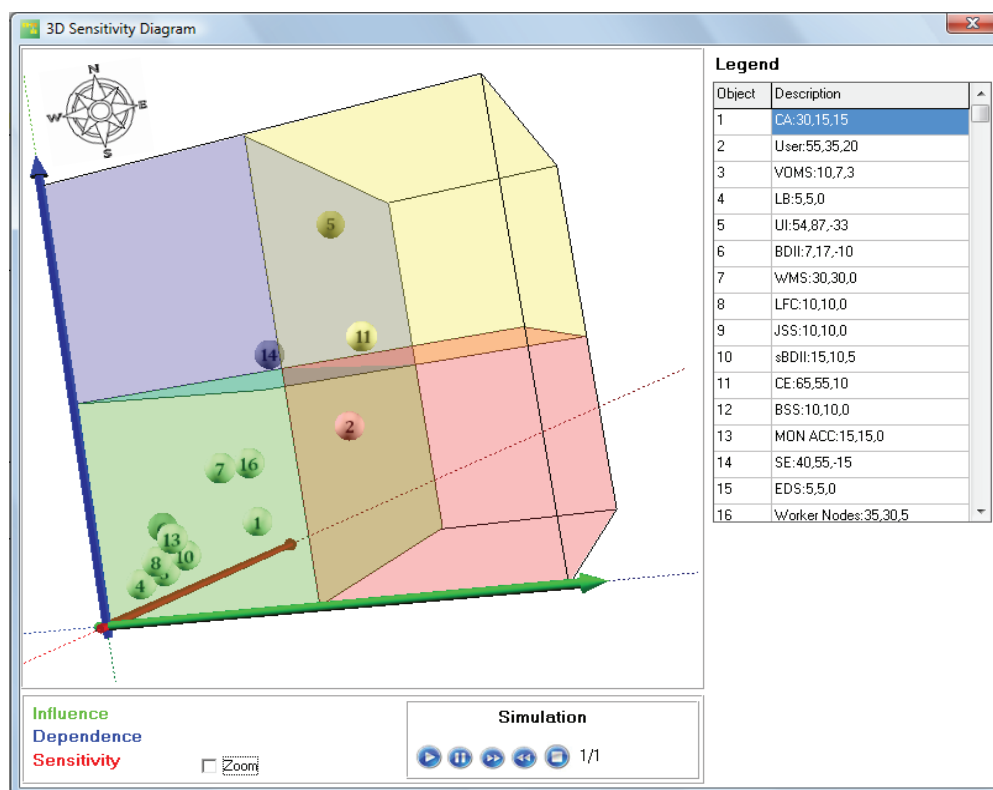 3D Sensitivity Diagram
N
W E
S
5
11
14
2
7 16
1
13
8 10
4
Influence
Dependence
Sensitivity
Zoom
Simulation
1/1
Legend
Object Description
1 CA:30,15,15
2 User:55,35,20
3 VOMS:10,7,3
4 LB:5,5,0
5 UI:54,87,-33
6 BDII:7,17,-10
7 WMS:30,30,0
8 LFC:10,10,0
9 JSS:10,10,0
10 sBDII:15,10,5
11 CE:65,55,10
12 BSS:10,10,0
13 MON ACC:15,15,0
14 SE:40,55,-15
15 EDS:5,5,0
16 Worker Nodes:35,30,5